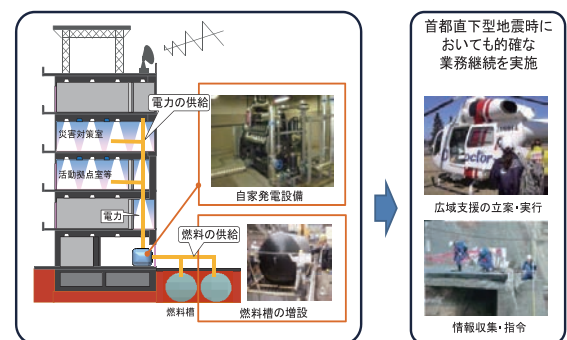 電力の供給
災害対策室
活動拠点室等
電力
燃料の供給
燃料槽
自家発電設備
燃料槽の増設
首都直下型地震時に
おいても的確な
業務継続を実施
Doctor
広域支援の立案・実行
情報収集・指令